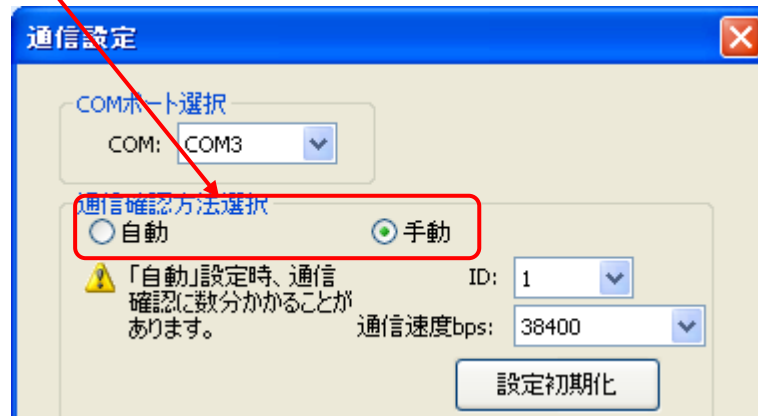 通信設定
COMポート選択
COM: COM3
通信確認方法選択
自動 手動
「自動」設定時、通信
確認に数分かかることが
あります。
ID: 1
通信速度bps: 38400
設定初期化